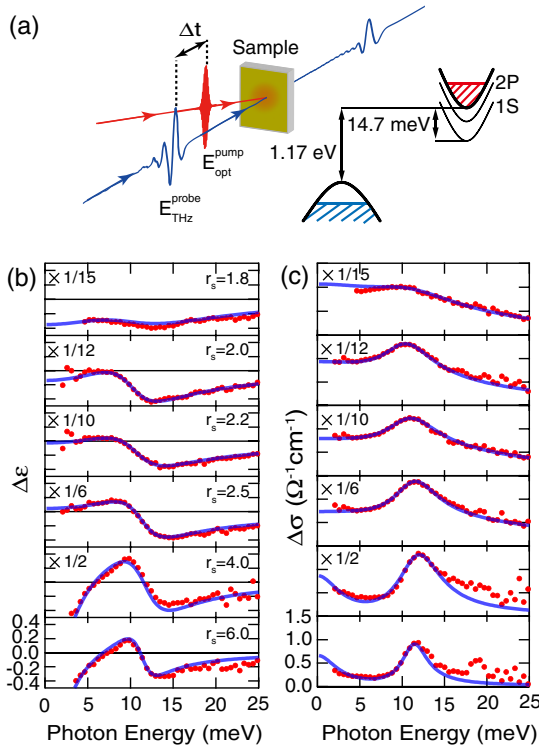 (a)
Δt
Sample
E opt pump
E THz probe
2P
1S
14.7 meV
1.17 eV
(b)
× 1/15
r_s=1.8
× 1/12
r_s=2.0
× 1/10
r_s=2.2
× 1/6
r_s=2.5
× 1/2
r_s=4.0
r_s=6.0
Δε
0.4
0.2
0.0
-0.2
-0.4
0 5 10 15 20 25
Photon Energy (meV)
(c)
× 1/15
× 1/12
× 1/10
× 1/6
× 1/2
Δσ (Ω⁻¹cm⁻¹)
1.5
1.0
0.5
0.0
0 5 10 15 20 25
Photon Energy (meV)